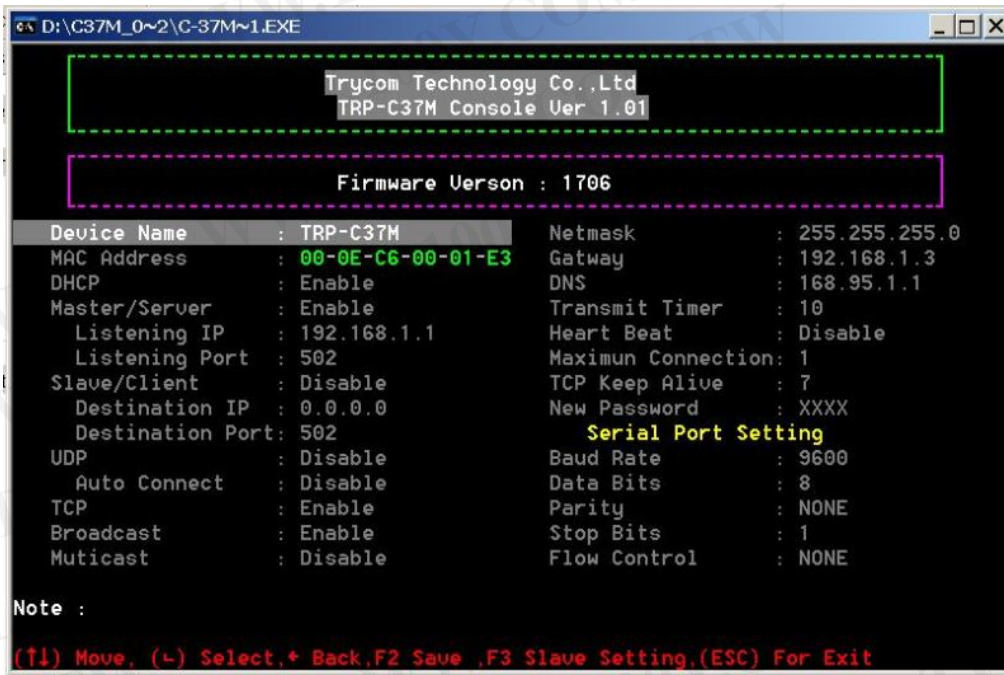 D:\C37M_0~2\C-37M~1.EXE
Trycom Technology Co.,Ltd
TRP-C37M Console Ver 1.01
Firmware Verson : 1706
Device Name : TRP-C37M
MAC Address : 00-0E-C6-00-01-E3
DHCP : Enable
Master/Server : Enable
Listening IP : 192.168.1.1
Listening Port : 502
Slave/Client : Disable
Destination IP : 0.0.0.0
Destination Port: 502
UDP : Disable
Auto Connect : Disable
TCP : Enable
Broadcast : Enable
Muticast : Disable
Netmask : 255.255.255.0
Gatway : 192.168.1.3
DNS : 168.95.1.1
Transmit Timer : 10
Heart Beat : Disable
Maximun Connection: 1
TCP Keep Alive : 7
New Password : XXXX
Serial Port Setting
Baud Rate : 9600
Data Bits : 8
Parity : NONE
Stop Bits : 1
Flow Control : NONE
Note :
(↑↓) Move, (↵) Select,← Back,F2 Save ,F3 Slave Setting,(ESC) For Exit